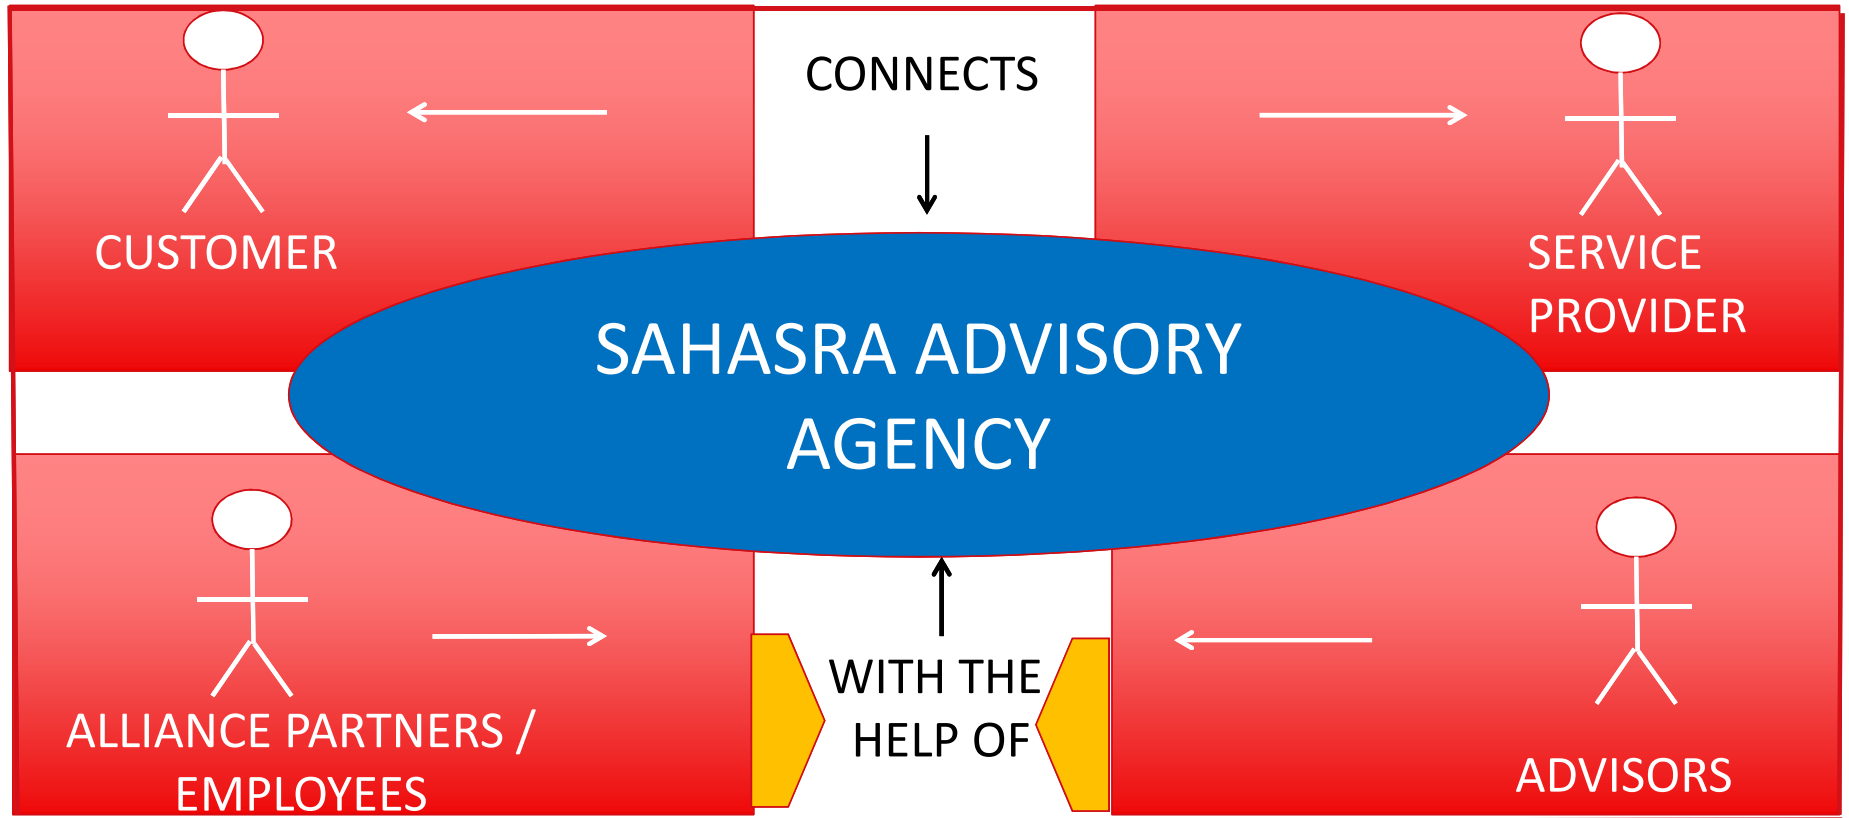 CONNECTS
CUSTOMER
SERVICE
PROVIDER
SAHASRA ADVISORY
AGENCY
WITH THE
HELP OF
ALLIANCE PARTNERS /
EMPLOYEES
ADVISORS